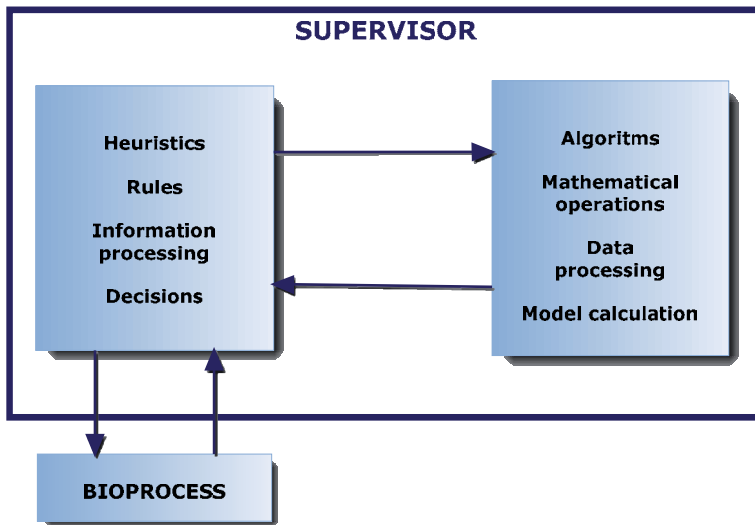 SUPERVISOR
Heuristics
Rules
Information
processing
Decisions
Algoritms
Mathematical
operations
Data
processing
Model calculation
BIOPROCESS